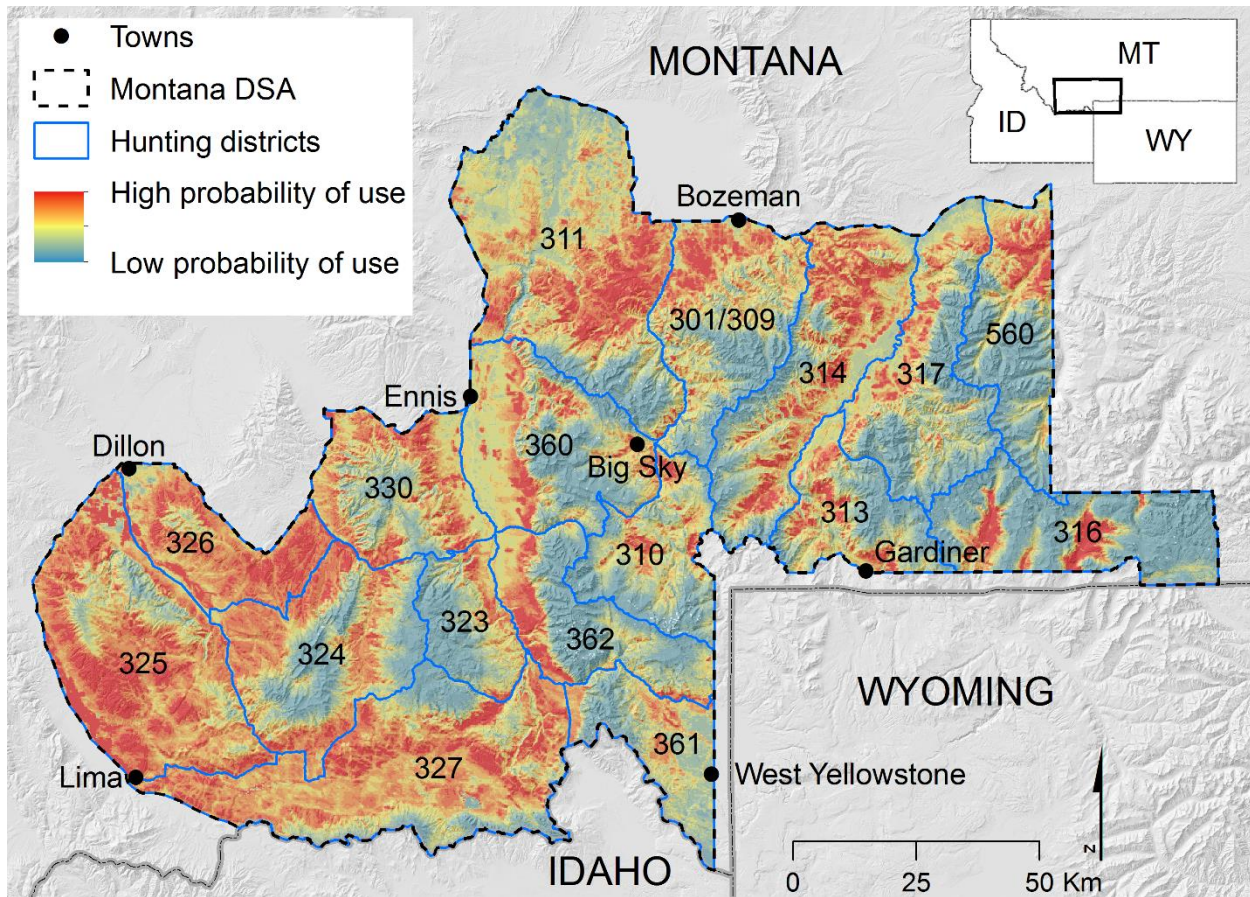 Towns
Montana DSA
Hunting districts
High probability of use
Low probability of use
MONTANA
MT
ID
WY
Bozeman
311
301/309
560
314
317
Ennis
360
Big Sky
Dillon
330
313
326
310
316
Gardiner
323
362
324
325
WYOMING
327
361
Lima
West Yellowstone
IDAHO
N
0 25 50 Km